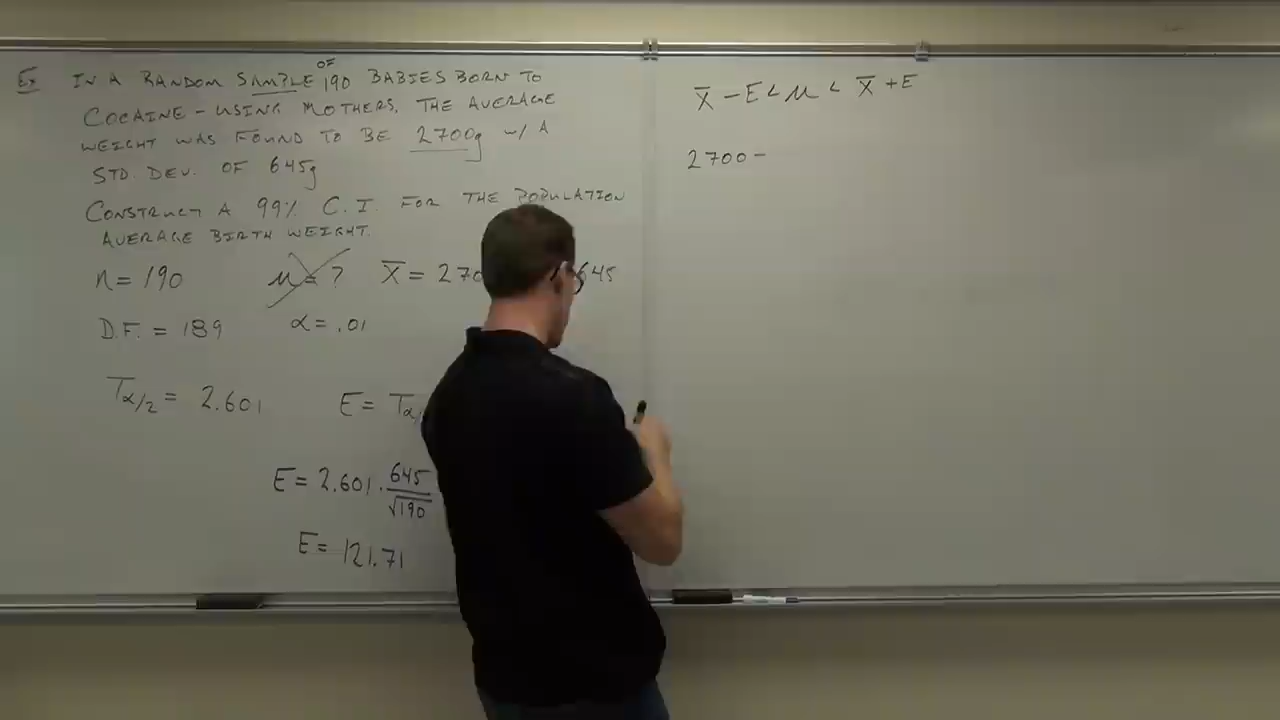 Ex IN A RANDOM SAMPLE OF 190 BABIES BORN TO
COCAINE-USING MOTHERS, THE AVERAGE
WEIGHT WAS FOUND TO BE 2700g w/ A
STD. DEV. OF 645g
CONSTRUCT A 99% C.I. FOR THE POPULATION
AVERAGE BIRTH WEIGHT.
n = 190 μ = ? X̄ = 270 645
D.F. = 189 α = .01
Tα/2 = 2.601 E = Tα/
E = 2.601 · 645/√190
E = 121.71
X̄ - E < μ < X̄ + E
2700 -